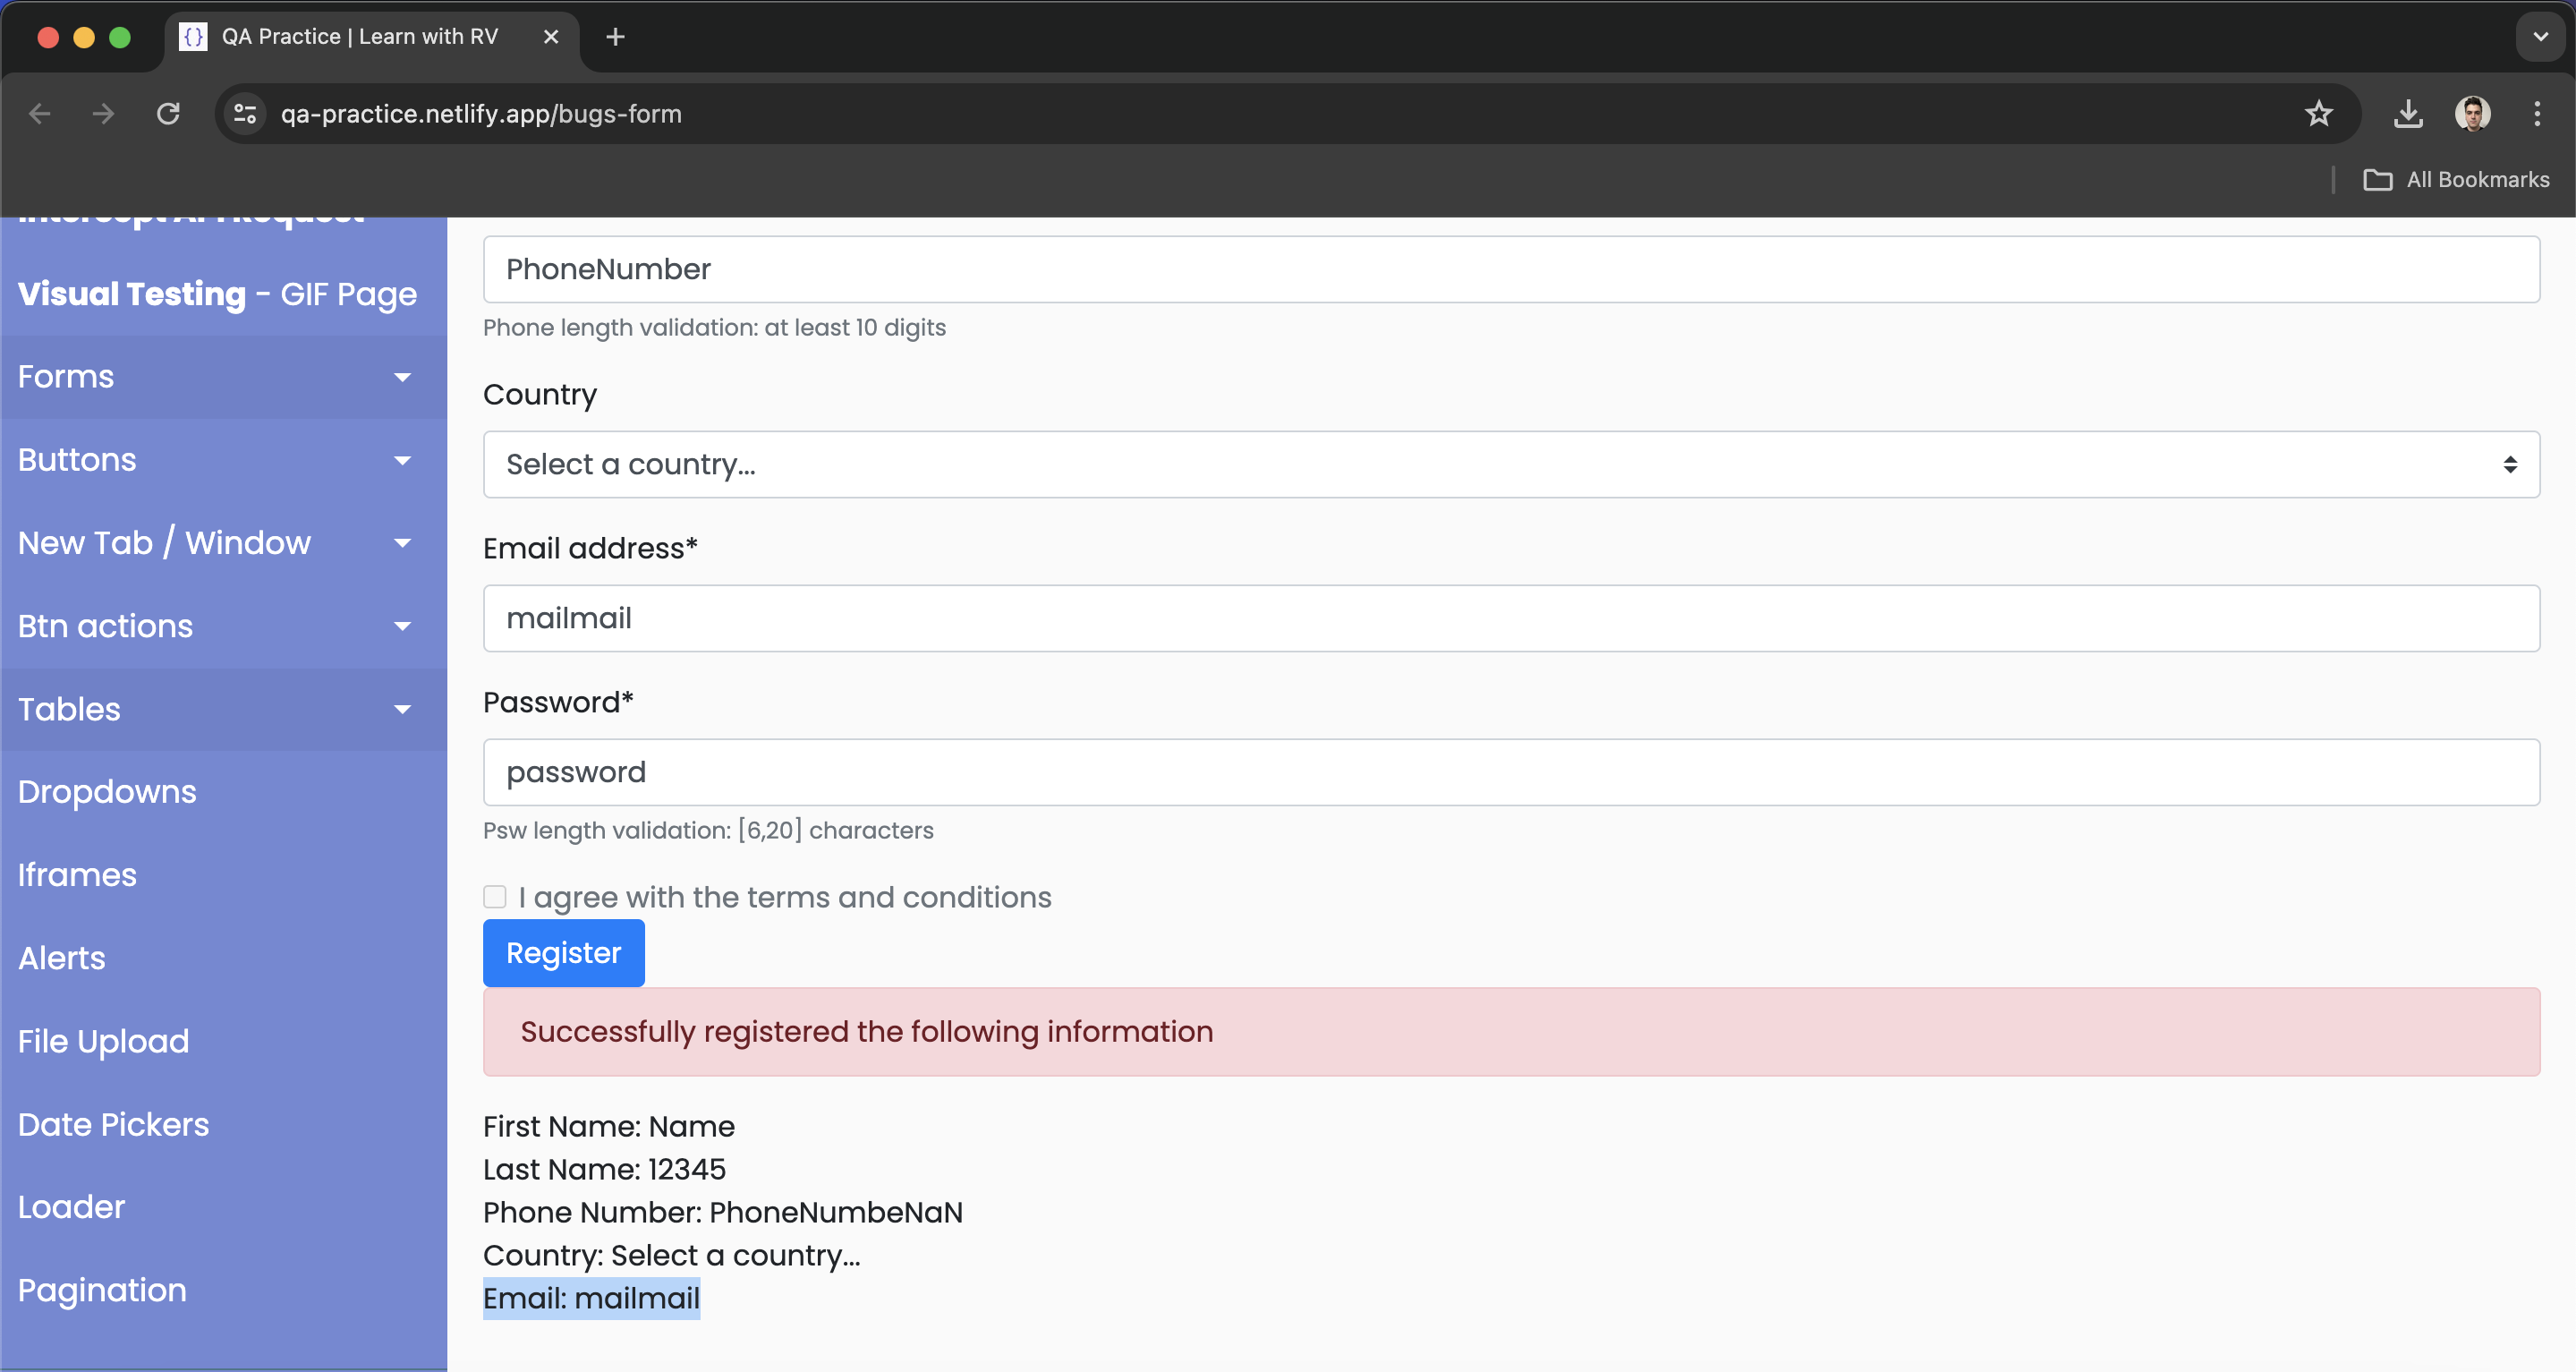 QA Practice | Learn with RV
qa-practice.netlify.app/bugs-form
All Bookmarks
Intercept API Request
Visual Testing - GIF Page
Forms
Buttons
New Tab / Window
Btn actions
Tables
Dropdowns
Iframes
Alerts
File Upload
Date Pickers
Loader
Pagination
PhoneNumber
Phone length validation: at least 10 digits
Country
Select a country...
Email address*
mailmail
Password*
password
Psw length validation: [6,20] characters
I agree with the terms and conditions
Register
Successfully registered the following information
First Name: Name
Last Name: 12345
Phone Number: PhoneNumbeNaN
Country: Select a country...
Email: mailmail